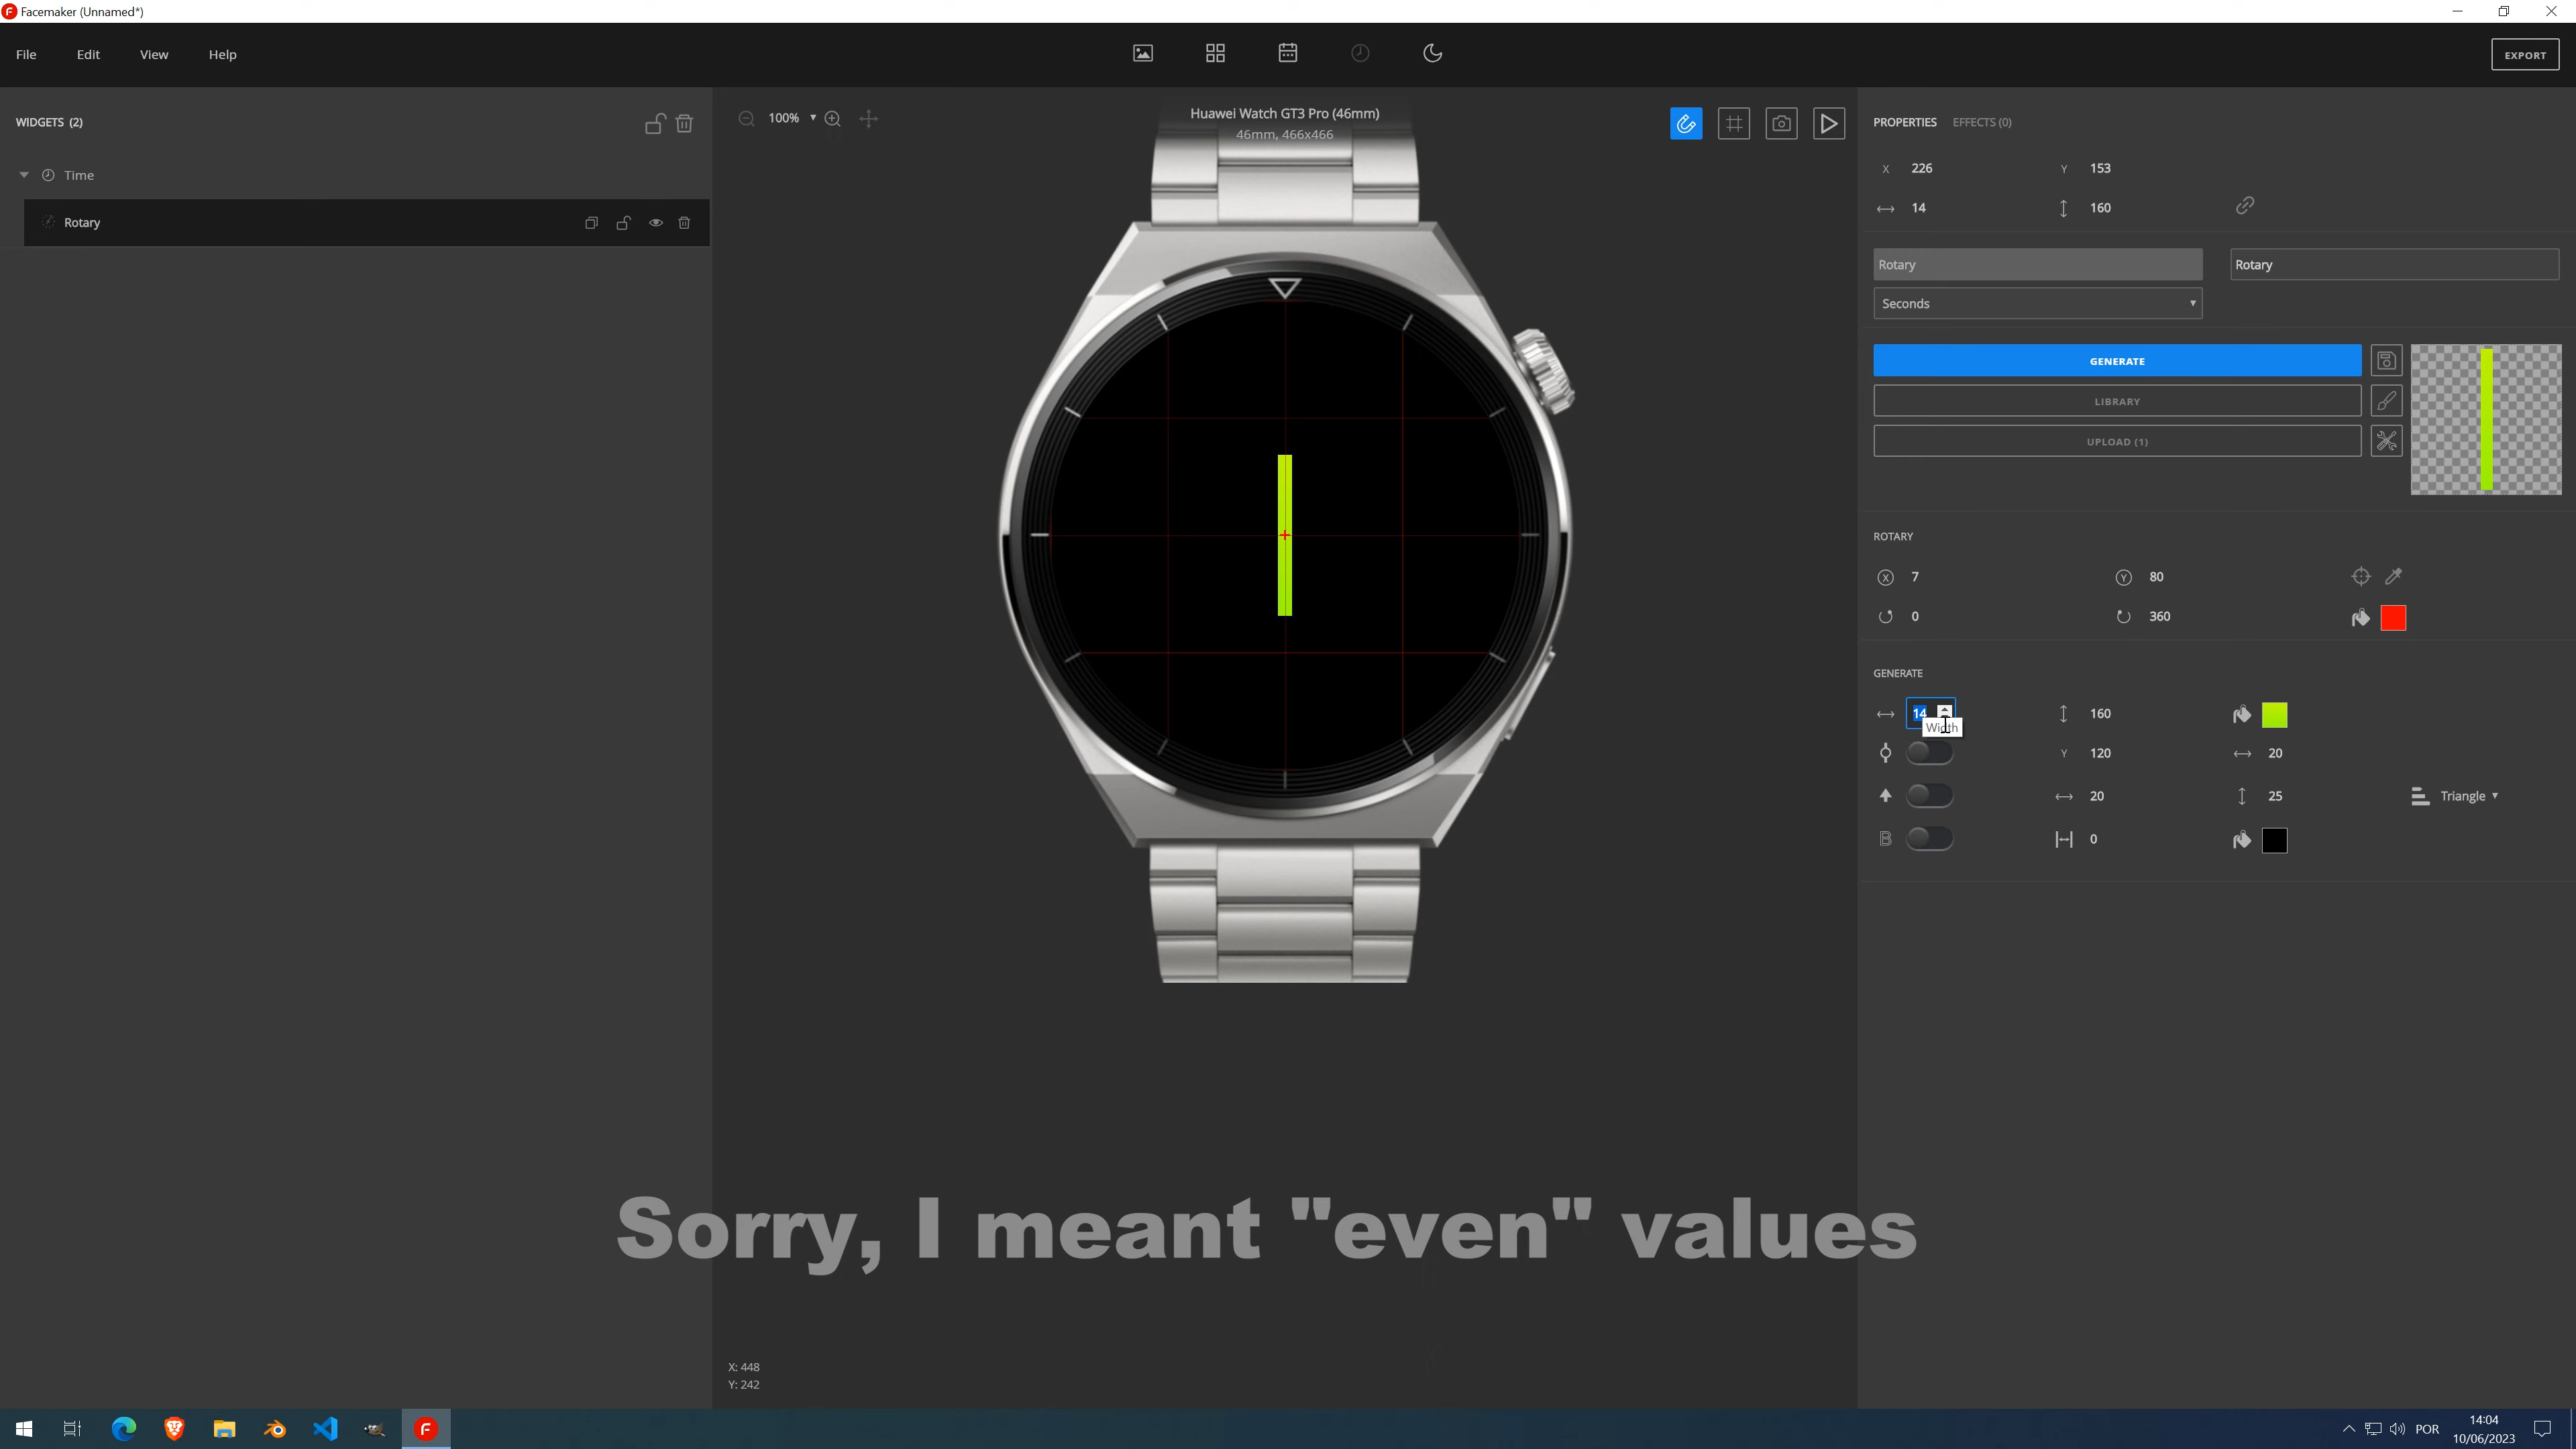 Facemaker (Unnamed*)
File Edit View Help
EXPORT
WIDGETS (2)
Time
Rotary
100%
Huawei Watch GT3 Pro (46mm)
46mm, 466x466
PROPERTIES EFFECTS (0)
X 226 Y 153
14 160
Rotary Rotary
Seconds
GENERATE
LIBRARY
UPLOAD (1)
ROTARY
X 7 Y 80
0 360
GENERATE
14 160
Width
Y 120 20
20 25 Triangle
B 0
Sorry, I meant "even" values
X: 448
Y: 242
POR
14:04
10/06/2023